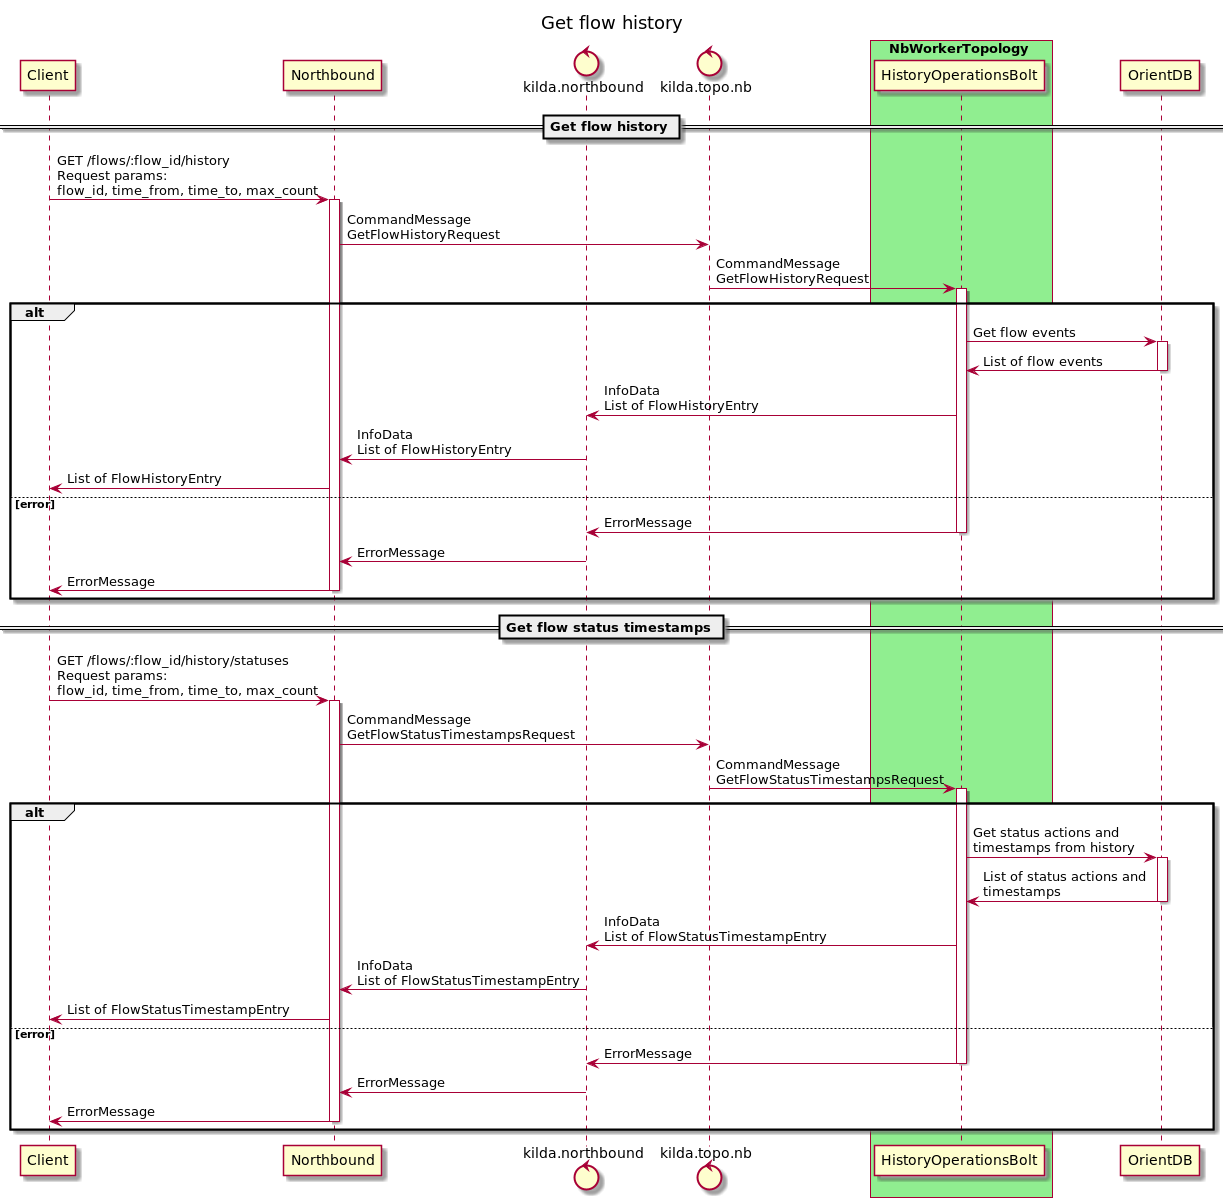 Get flow history
NbWorkerTopology
Client
Northbound
kilda.northbound
kilda.topo.nb
HistoryOperationsBolt
OrientDB
Get flow history
GET /flows/:flow_id/history
Request params:
flow_id, time_from, time_to, max_count
CommandMessage
GetFlowHistoryRequest
CommandMessage
GetFlowHistoryRequest
alt
Get flow events
List of flow events
InfoData
List of FlowHistoryEntry
InfoData
List of FlowHistoryEntry
List of FlowHistoryEntry
[error]
ErrorMessage
ErrorMessage
ErrorMessage
Get flow status timestamps
GET /flows/:flow_id/history/statuses
Request params:
flow_id, time_from, time_to, max_count
CommandMessage
GetFlowStatusTimestampsRequest
CommandMessage
GetFlowStatusTimestampsRequest
alt
Get status actions and
timestamps from history
List of status actions and
timestamps
InfoData
List of FlowStatusTimestampEntry
InfoData
List of FlowStatusTimestampEntry
List of FlowStatusTimestampEntry
[error]
ErrorMessage
ErrorMessage
ErrorMessage
Client
Northbound
kilda.northbound
kilda.topo.nb
HistoryOperationsBolt
OrientDB